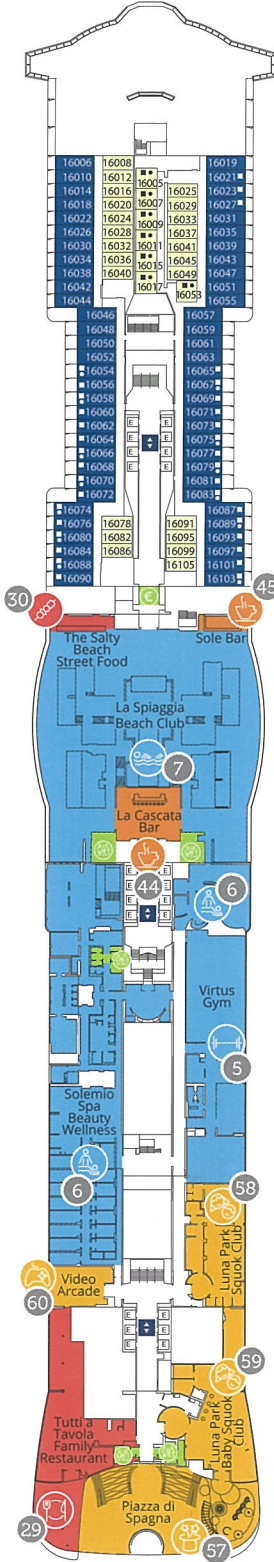 16006 16008 16019
16010 16012 16005 16021
16014 16016 16007 16025 16023
16018 16020 16009 16029 16027
16022 16024 16011 16033 16031
16026 16028 16015 16037 16035
16030 16032 16017 16041 16039
16034 16036 16045 16043
16038 16040 16049 16047
16042 16053 16051
16044 16055
16046 16057
16048 16059
16050 16061
16052 16063
16054 16065
16056 16067
16058 16069
16060 16071
16062 16073
16064 E E 16075
16066 E E 16077
16068 E E 16079
16070 E E 16081
16072 16083
16074 16087
16076 16078 16091 16089
16080 16082 16095 16093
16084 16086 16099 16097
16088 16105 16101
16090 16103
€
30
45
The Salty
Beach
Street Food
Sole Bar
La Spiaggia
Beach Club
7
La Cascata
Bar
44
6
E E
E E
E E
E E
Virtus
Gym
5
Solemio
Spa
Beauty
Wellness
6
58
Luna Park
Squok Club
Video
Arcade
60
E E
E E
E E
59
Luna Park
Baby Squok
Club
Tutti a
Tavola
Family
Restaurant
29
Piazza di
Spagna
57